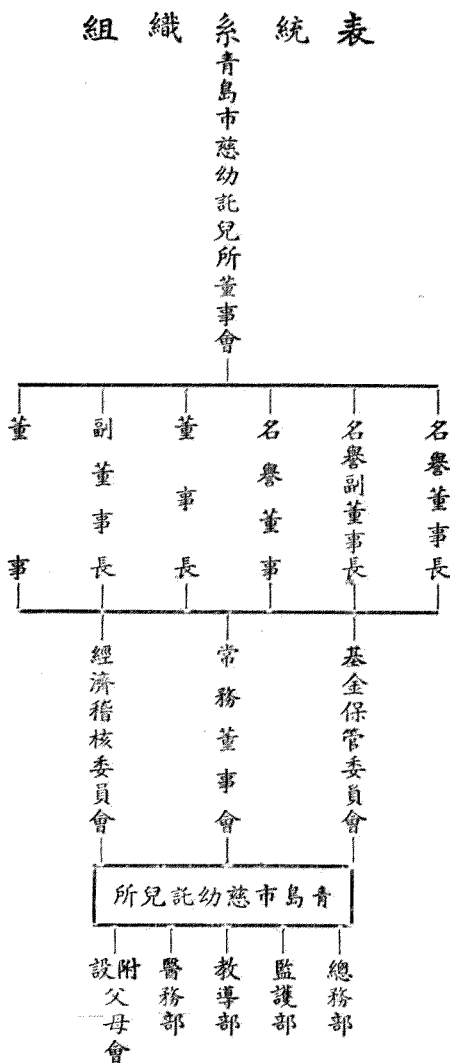 組織系統表
青島市慈幼託兒所董事會
名譽董事長
名譽副董事長
名譽董事
董事長
副董事長
董事
基金保管委員會
常務董事會
經濟稽核委員會
青島市慈幼託兒所
總務部
監護部
教導部
醫務部
附設父母會